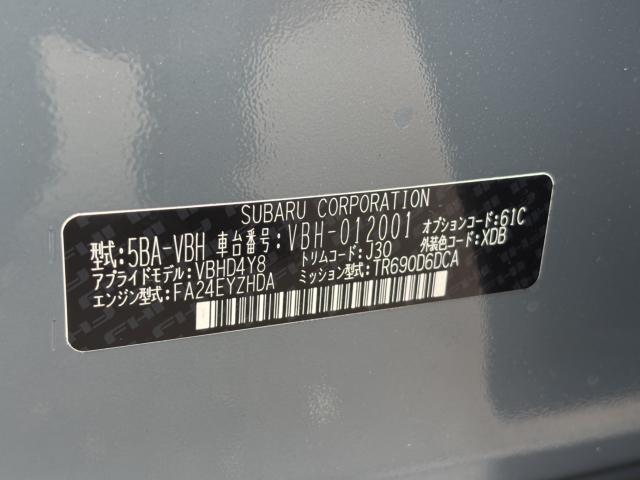 SUBARU CORPORATION
型式:5BA-VBH 車台番号:VBH-012001 オプションコード:61C
アプライドモデル:VBHD4Y8 トリムコード:J30 外装色コード:XDB
エンジン型式:FA24EYZHDA ミッション型式:TR690D6DCA